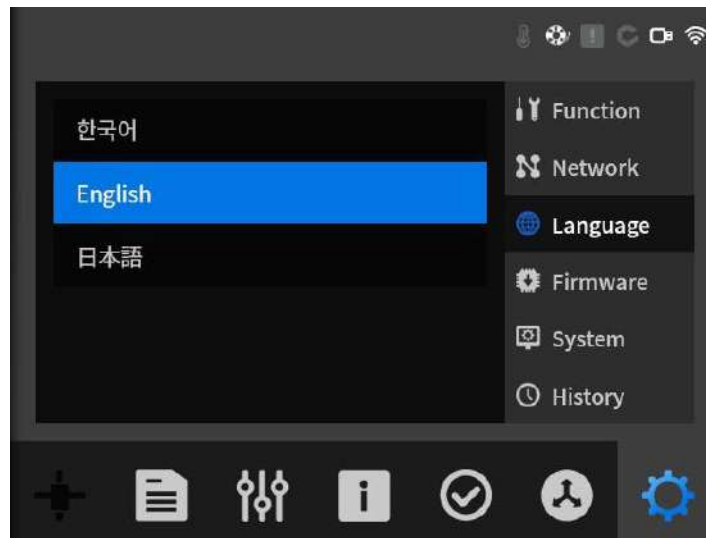 한국어
English
日本語
Function
Network
Language
Firmware
System
History